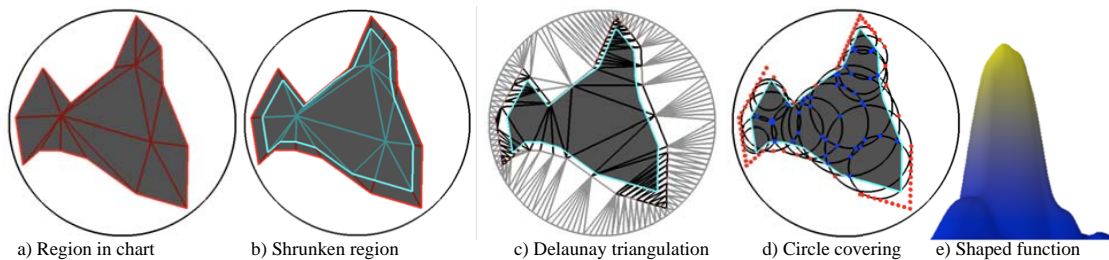 a) Region in chart
b) Shrunken region
c) Delaunay triangulation
d) Circle covering
e) Shaped function